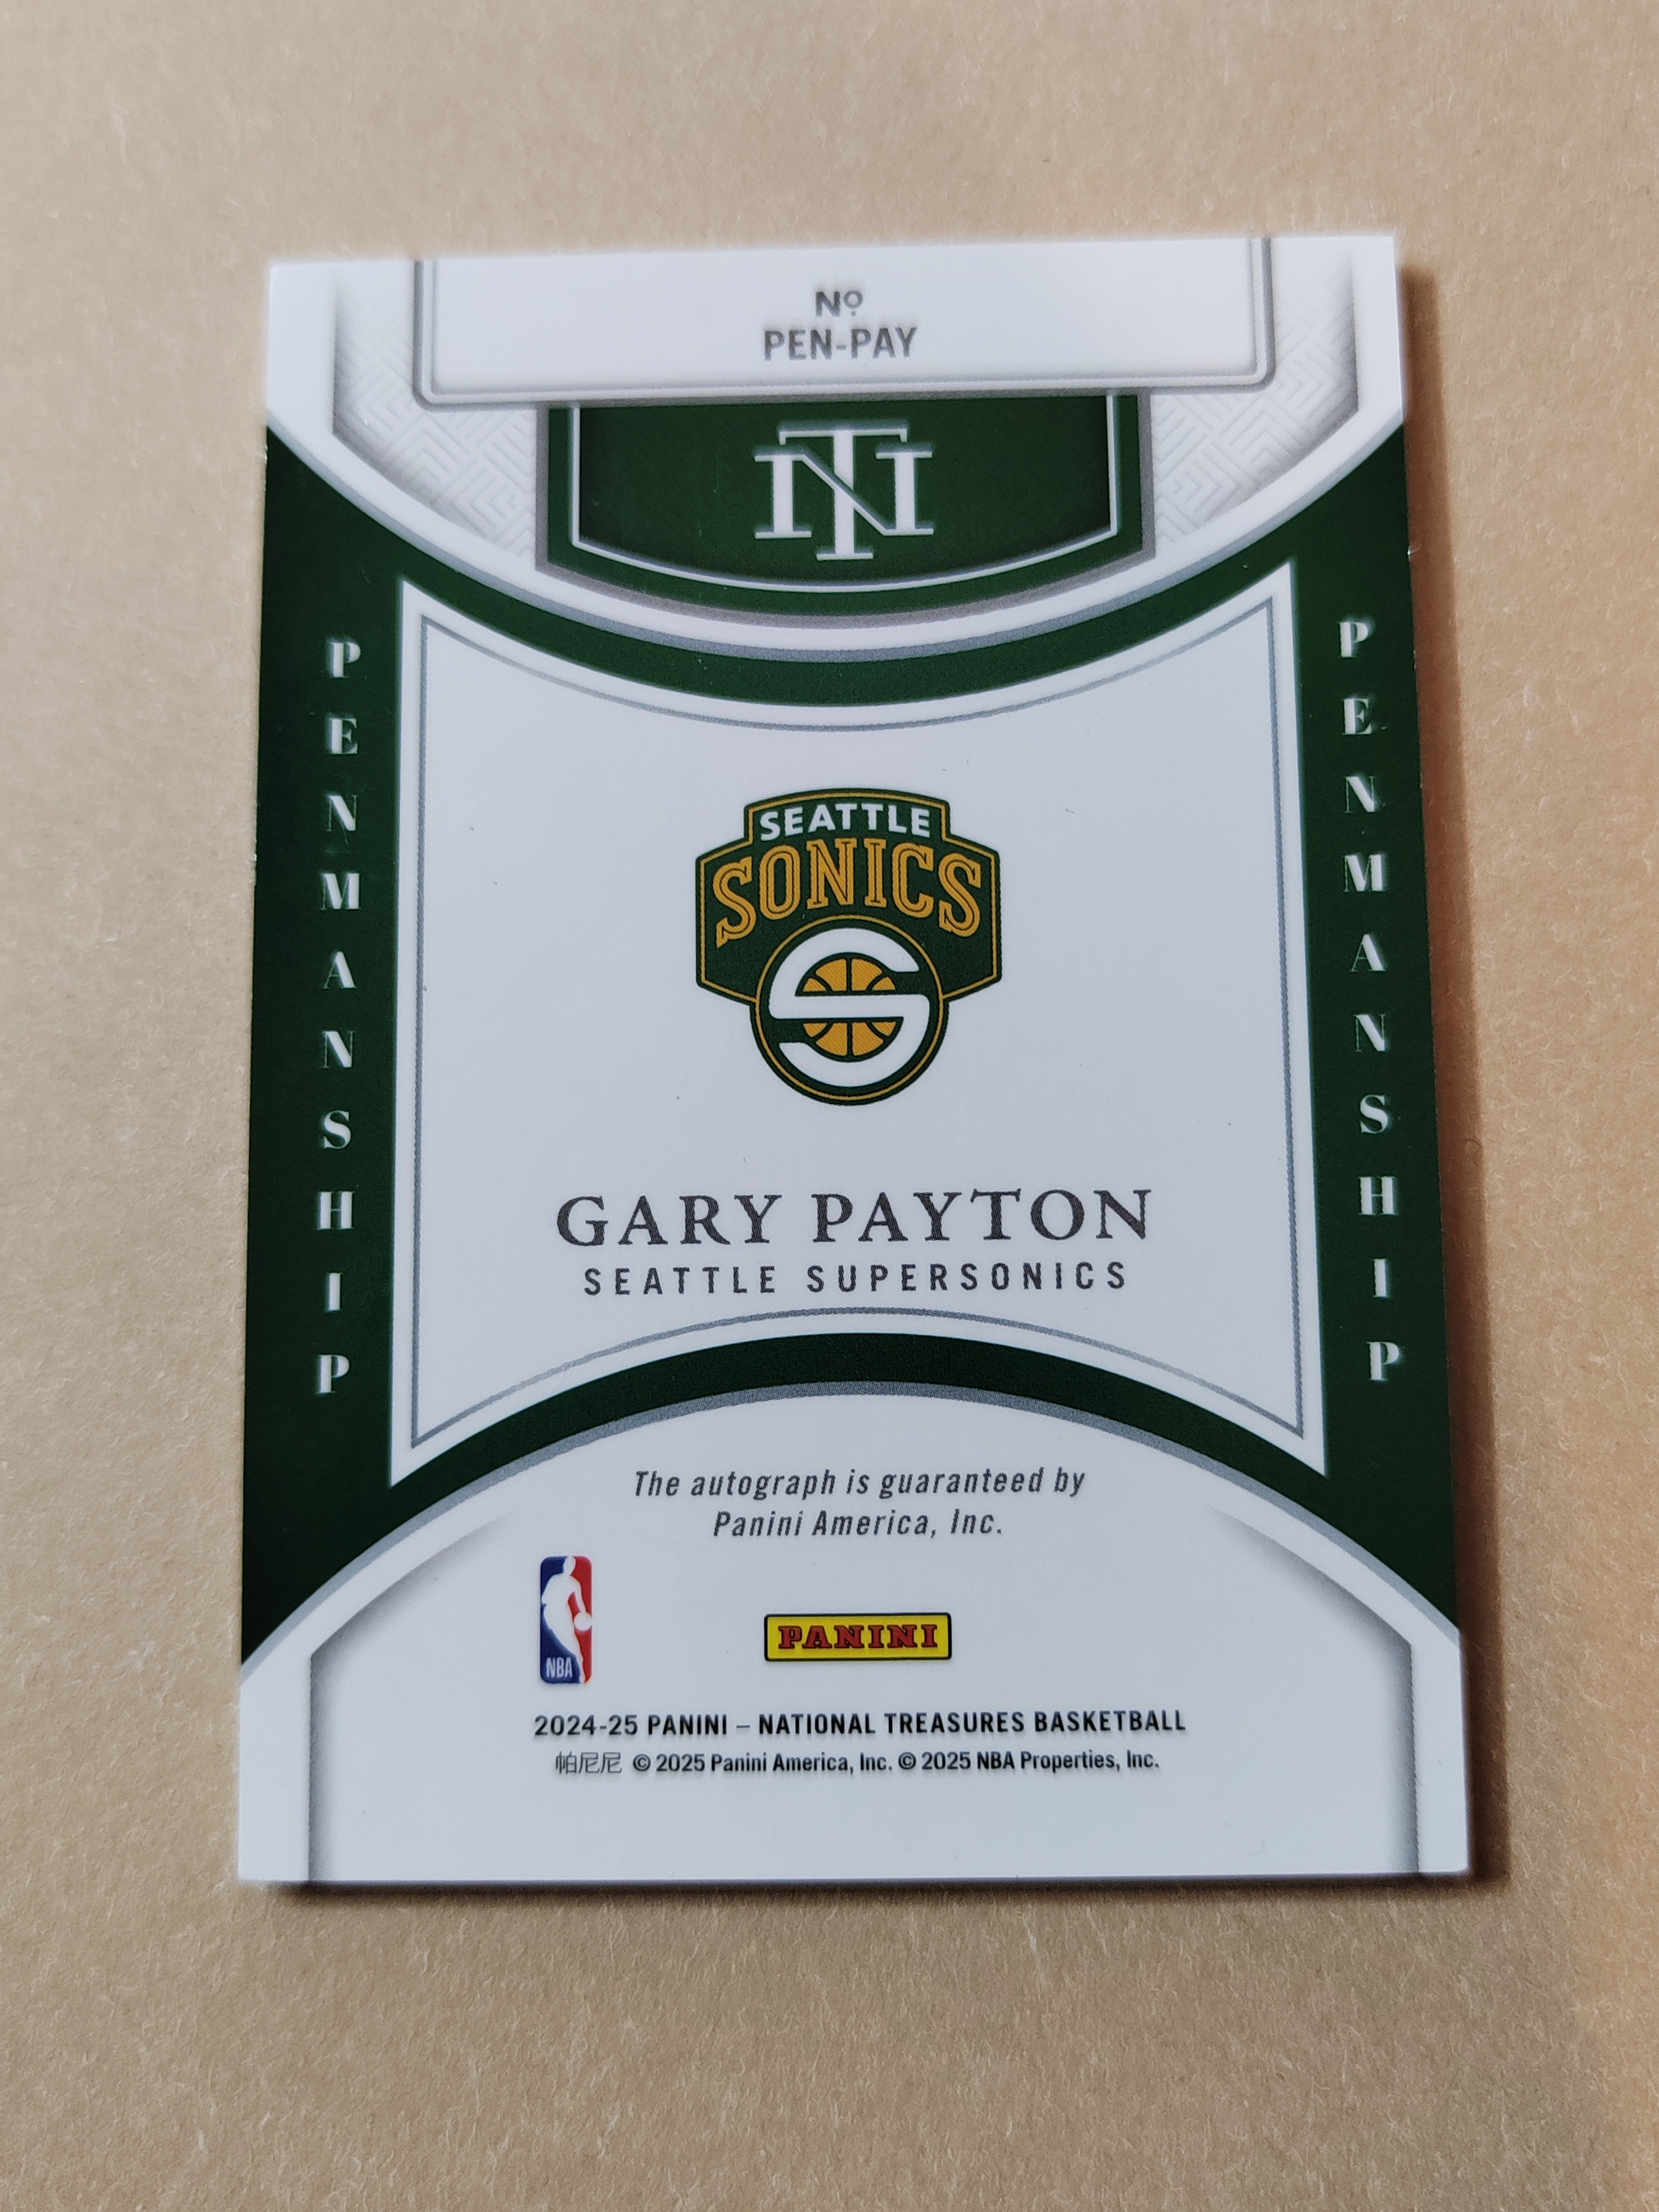 Nº
PEN-PAY
NT
PENMANSHIP
PENMANSHIP
SEATTLE
SONICS
S
GARY PAYTON
SEATTLE SUPERSONICS
The autograph is guaranteed by
Panini America, Inc.
NBA
PANINI
2024-25 PANINI – NATIONAL TREASURES BASKETBALL
帕尼尼 © 2025 Panini America, Inc. © 2025 NBA Properties, Inc.